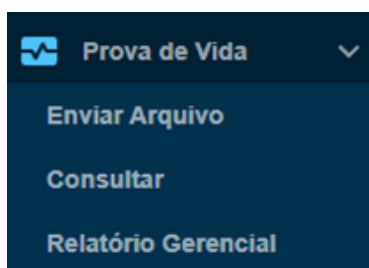 Prova de Vida
Enviar Arquivo
Consultar
Relatório Gerencial